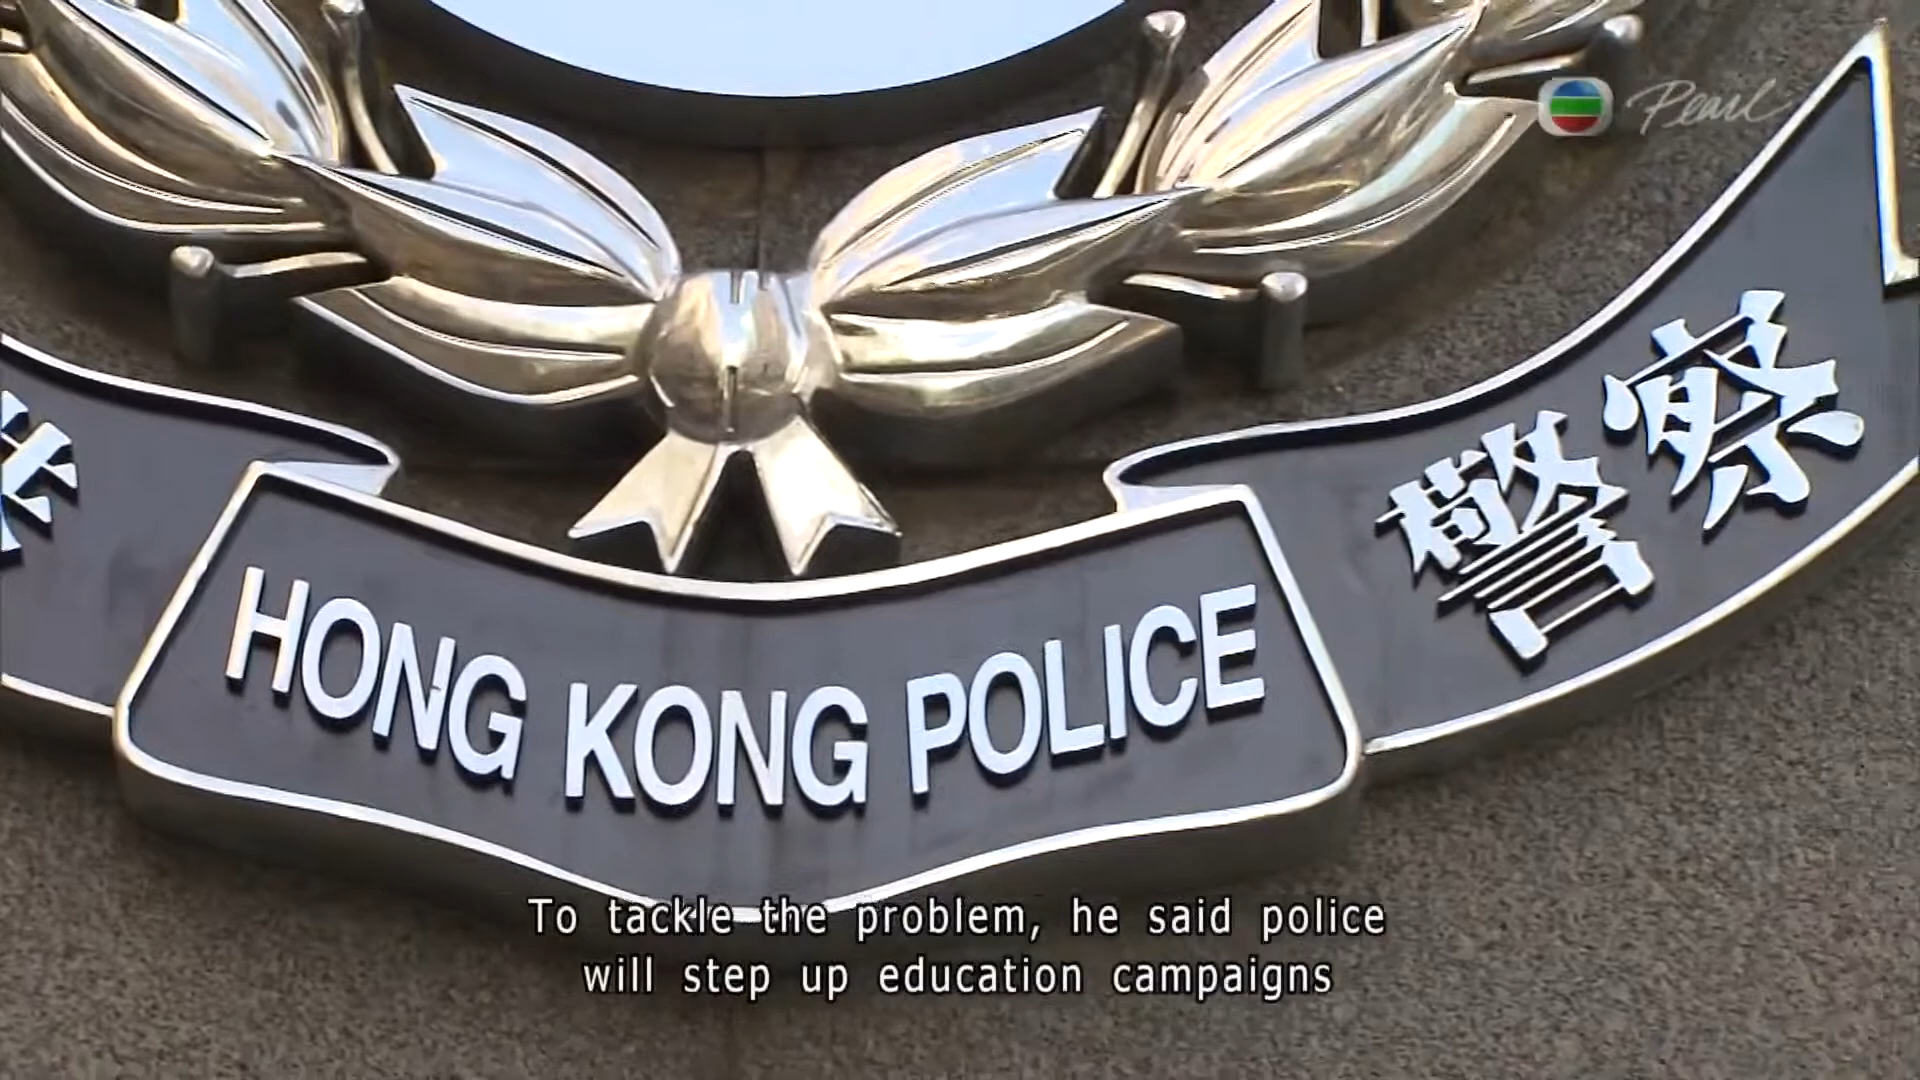 Pearl
警察
HONG KONG POLICE
To tackle the problem, he said police
will step up education campaigns